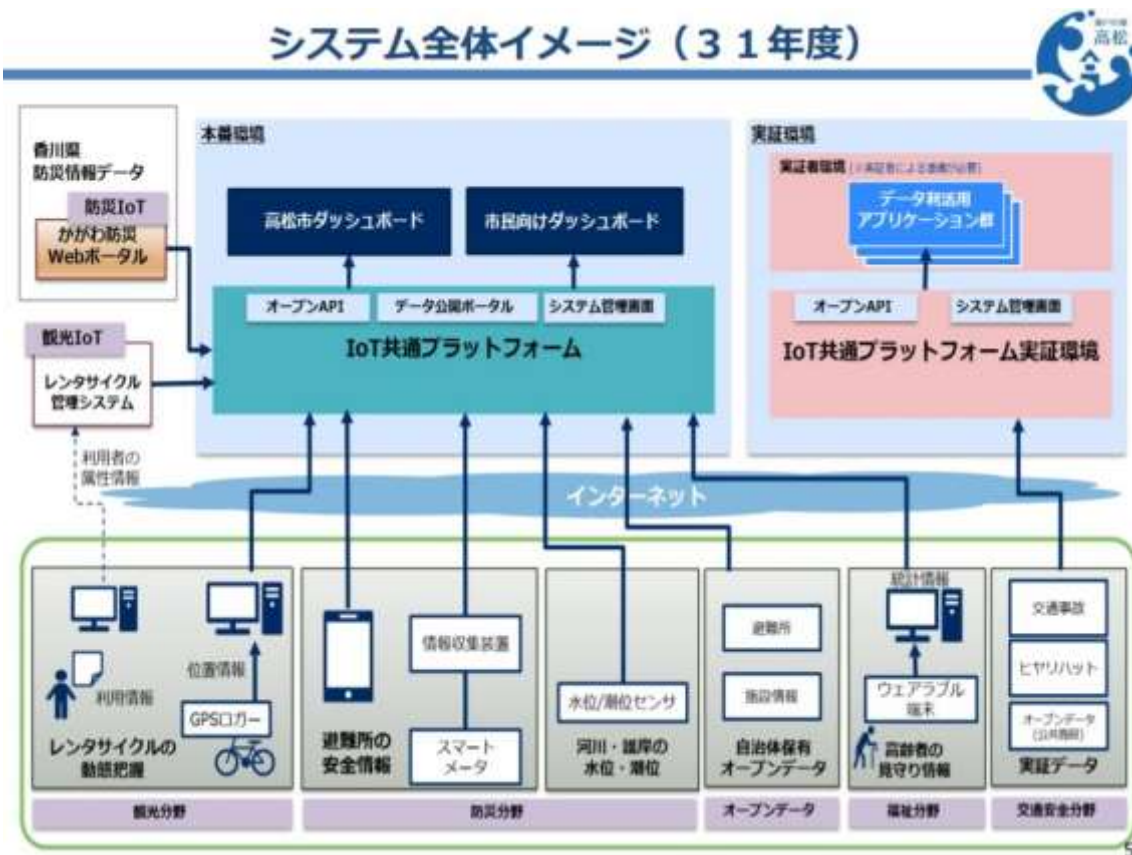 システム全体イメージ（３１年度）
高松
香川県
防災情報データ
防災IoT
かがわ防災
Webポータル
観光IoT
レンタサイクル
管理システム
利用者の
属性情報
本番環境
高松市ダッシュボード
市民向けダッシュボード
オープンAPI
データ公開ポータル
システム管理画面
IoT共通プラットフォーム
実証環境
実証者環境
データ利活用
アプリケーション群
オープンAPI
システム管理画面
IoT共通プラットフォーム実証環境
インターネット
利用情報
位置情報
GPSロガー
レンタサイクルの
動態把握
観光分野
避難所の
安全情報
情報収集装置
スマート
メータ
水位/潮位センサ
河川・護岸の
水位・潮位
防災分野
避難所
施設情報
自治体保有
オープンデータ
オープンデータ
統計情報
ウェアラブル
端末
高齢者の
見守り情報
福祉分野
交通事故
ヒヤリハット
オープンデータ
(公共施設)
実証データ
交通安全分野
5